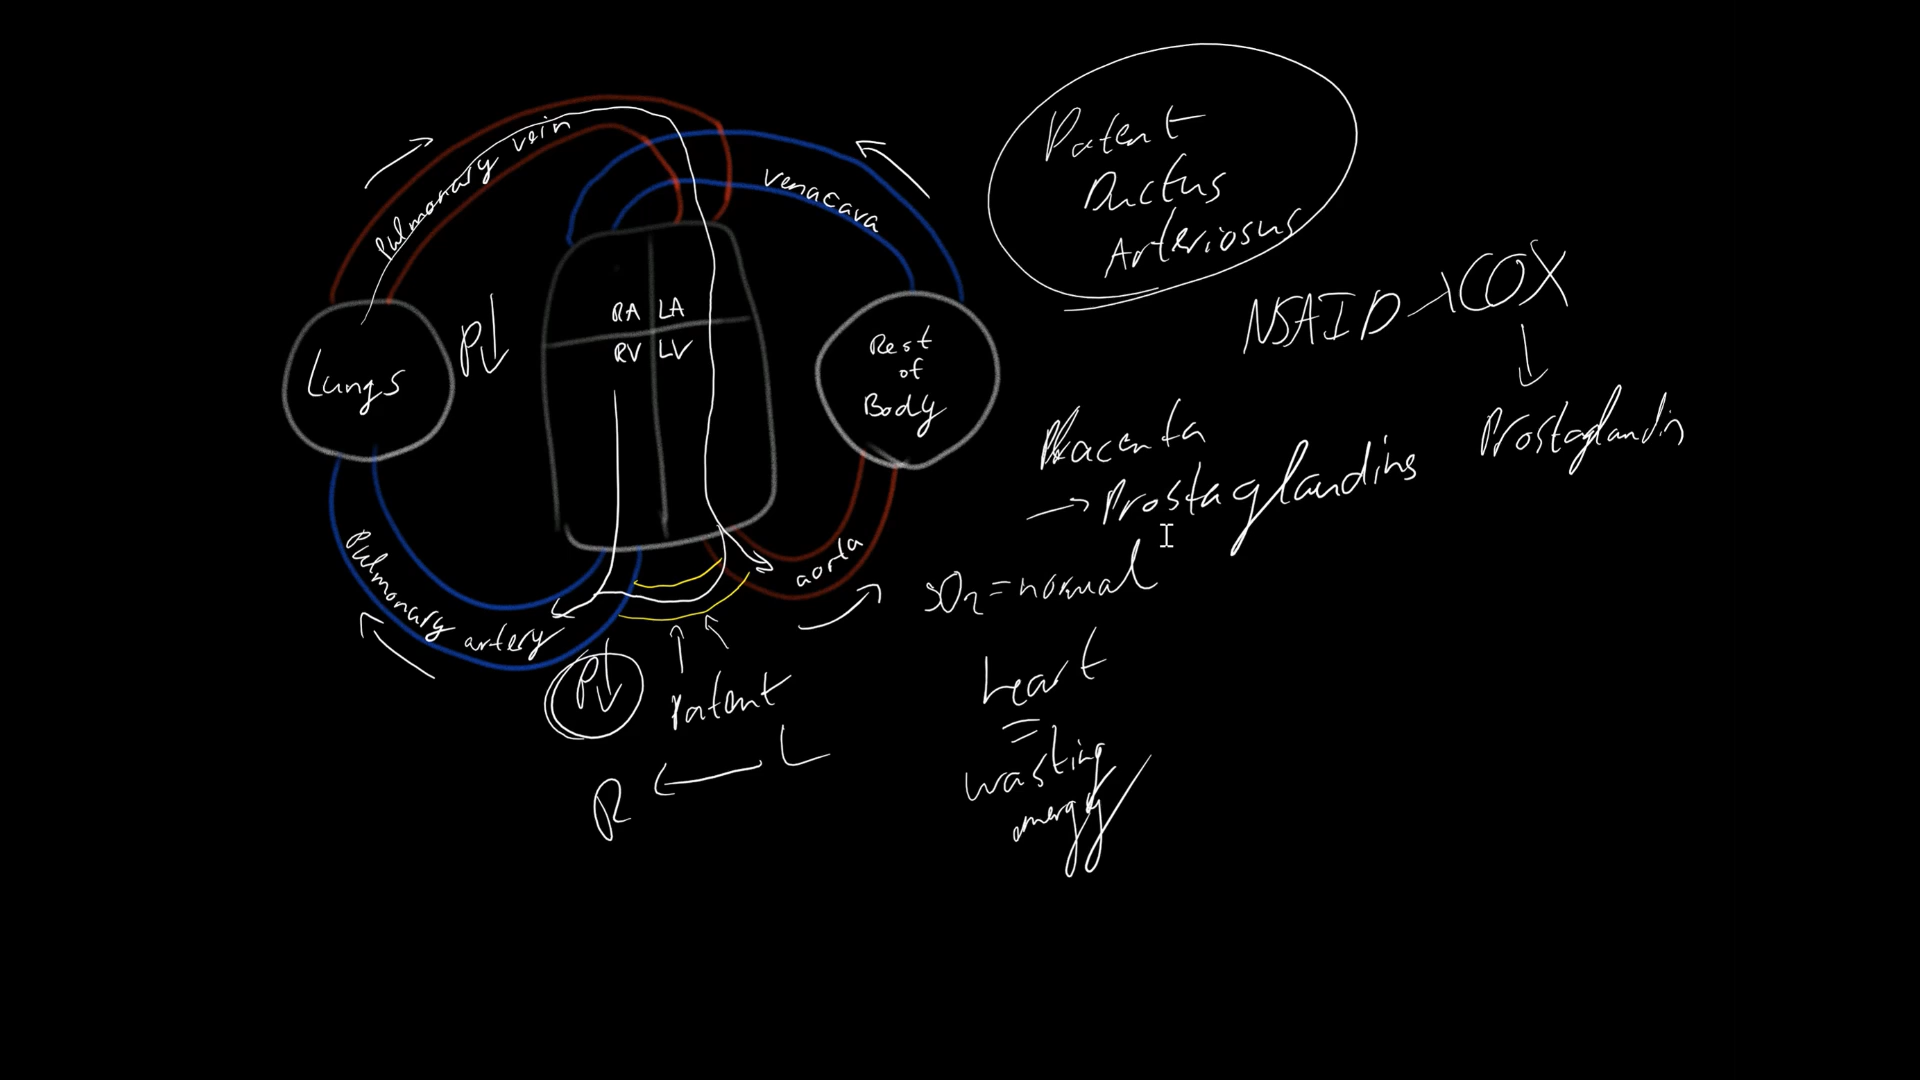 Patent
Ductus
Arteriosus
pulmonary vein
venacava
NSAID ⊣ COX
↓
Prostaglandin
RA LA
RV LV
Lungs
P↓
Rest
of
Body
Placenta
→ Prostaglandins
aorta
sO2 = normal
pulmonary artery
P↓
Patent
R ← L
heart
=
wasting
energy